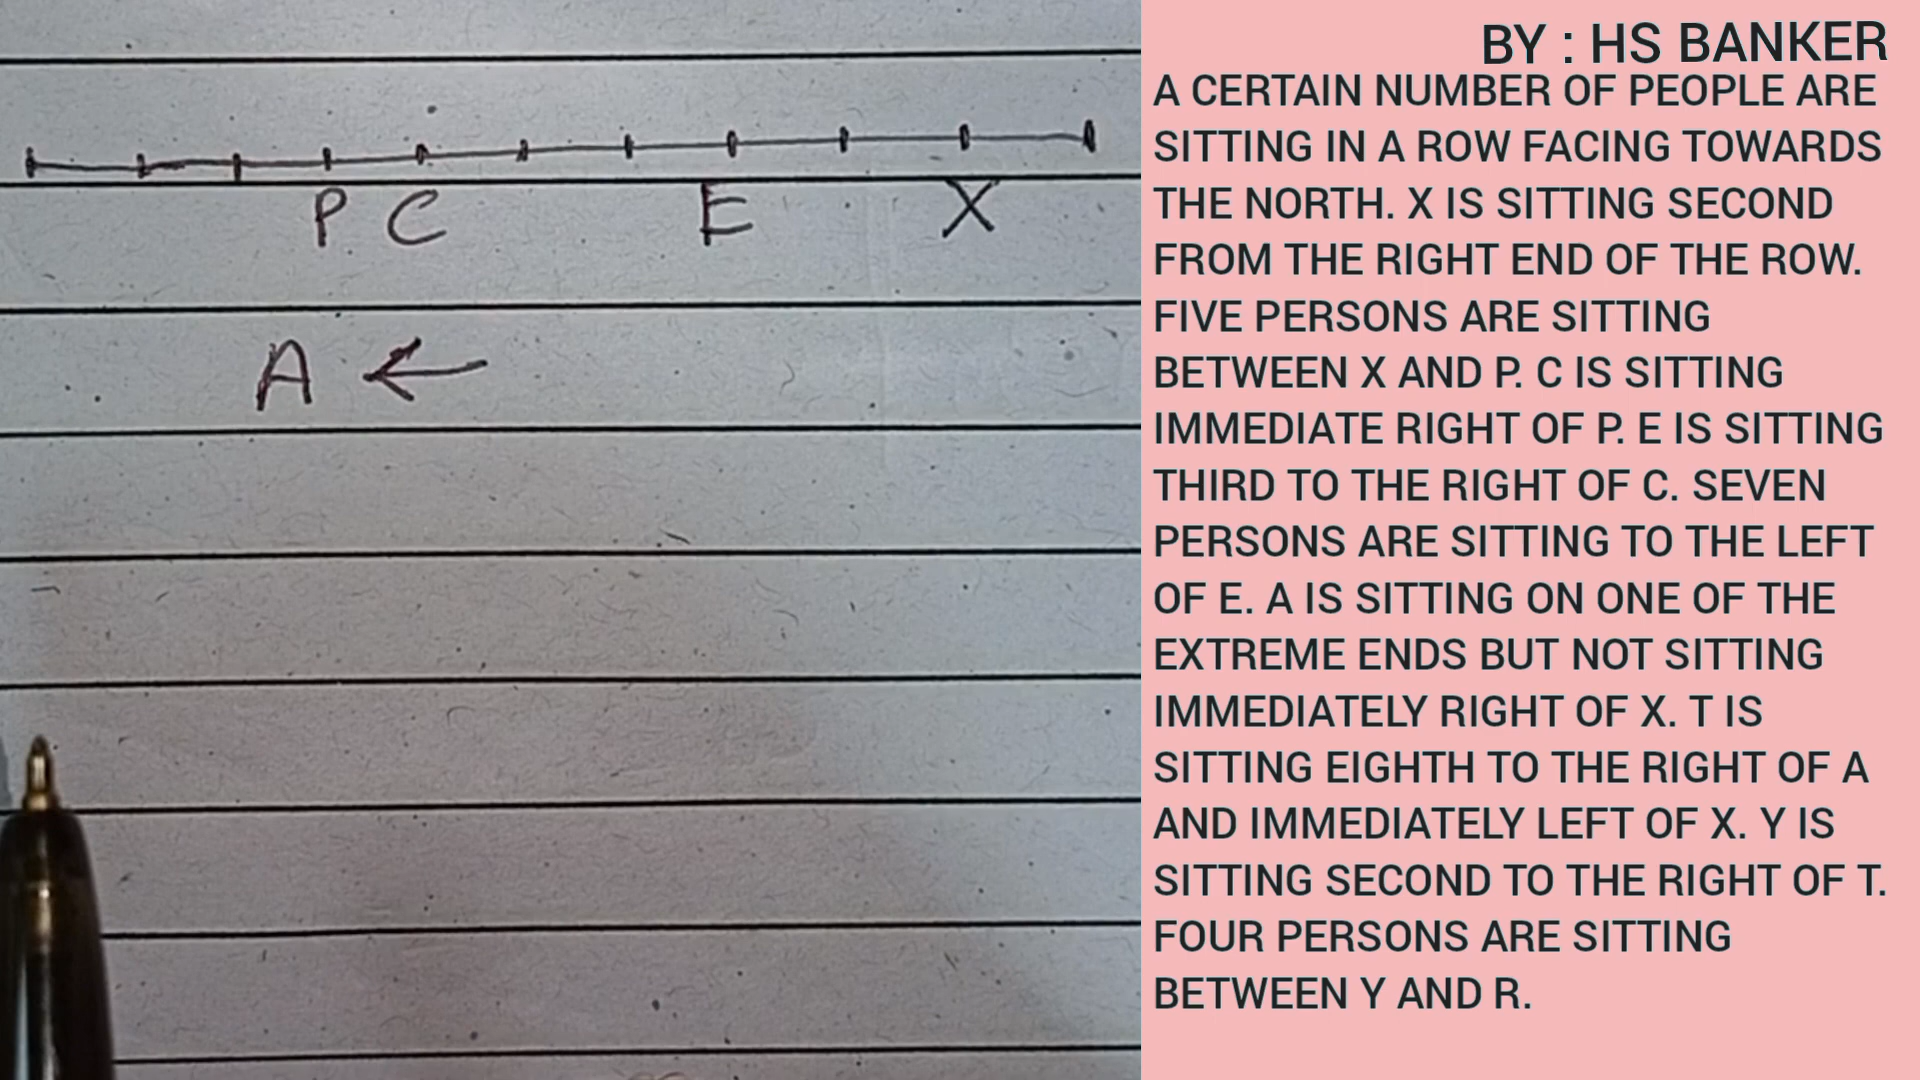 P C E X
A ←
BY : HS BANKER
A CERTAIN NUMBER OF PEOPLE ARE
SITTING IN A ROW FACING TOWARDS
THE NORTH. X IS SITTING SECOND
FROM THE RIGHT END OF THE ROW.
FIVE PERSONS ARE SITTING
BETWEEN X AND P. C IS SITTING
IMMEDIATE RIGHT OF P. E IS SITTING
THIRD TO THE RIGHT OF C. SEVEN
PERSONS ARE SITTING TO THE LEFT
OF E. A IS SITTING ON ONE OF THE
EXTREME ENDS BUT NOT SITTING
IMMEDIATELY RIGHT OF X. T IS
SITTING EIGHTH TO THE RIGHT OF A
AND IMMEDIATELY LEFT OF X. Y IS
SITTING SECOND TO THE RIGHT OF T.
FOUR PERSONS ARE SITTING
BETWEEN Y AND R.